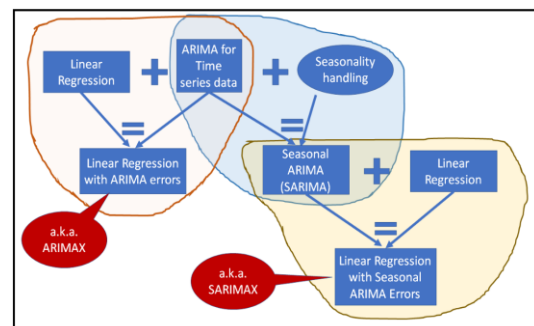 Linear
Regression
+
ARIMA for
Time
series data
+
Seasonality
handling
=
=
Linear Regression
with ARIMA errors
Seasonal
ARIMA
(SARIMA)
+
Linear
Regression
a.k.a.
ARIMAX
=
a.k.a.
SARIMAX
Linear Regression
with Seasonal
ARIMA Errors